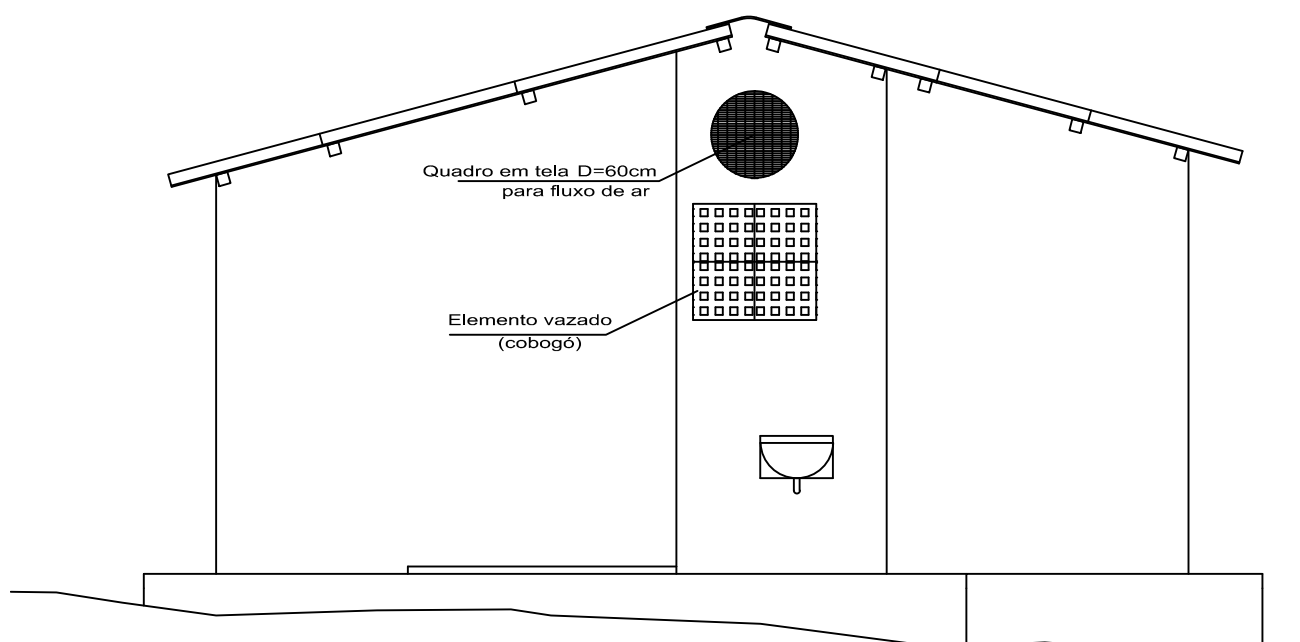 Quadro em tela D=60cm
para fluxo de ar
Elemento vazado
(cobogó)